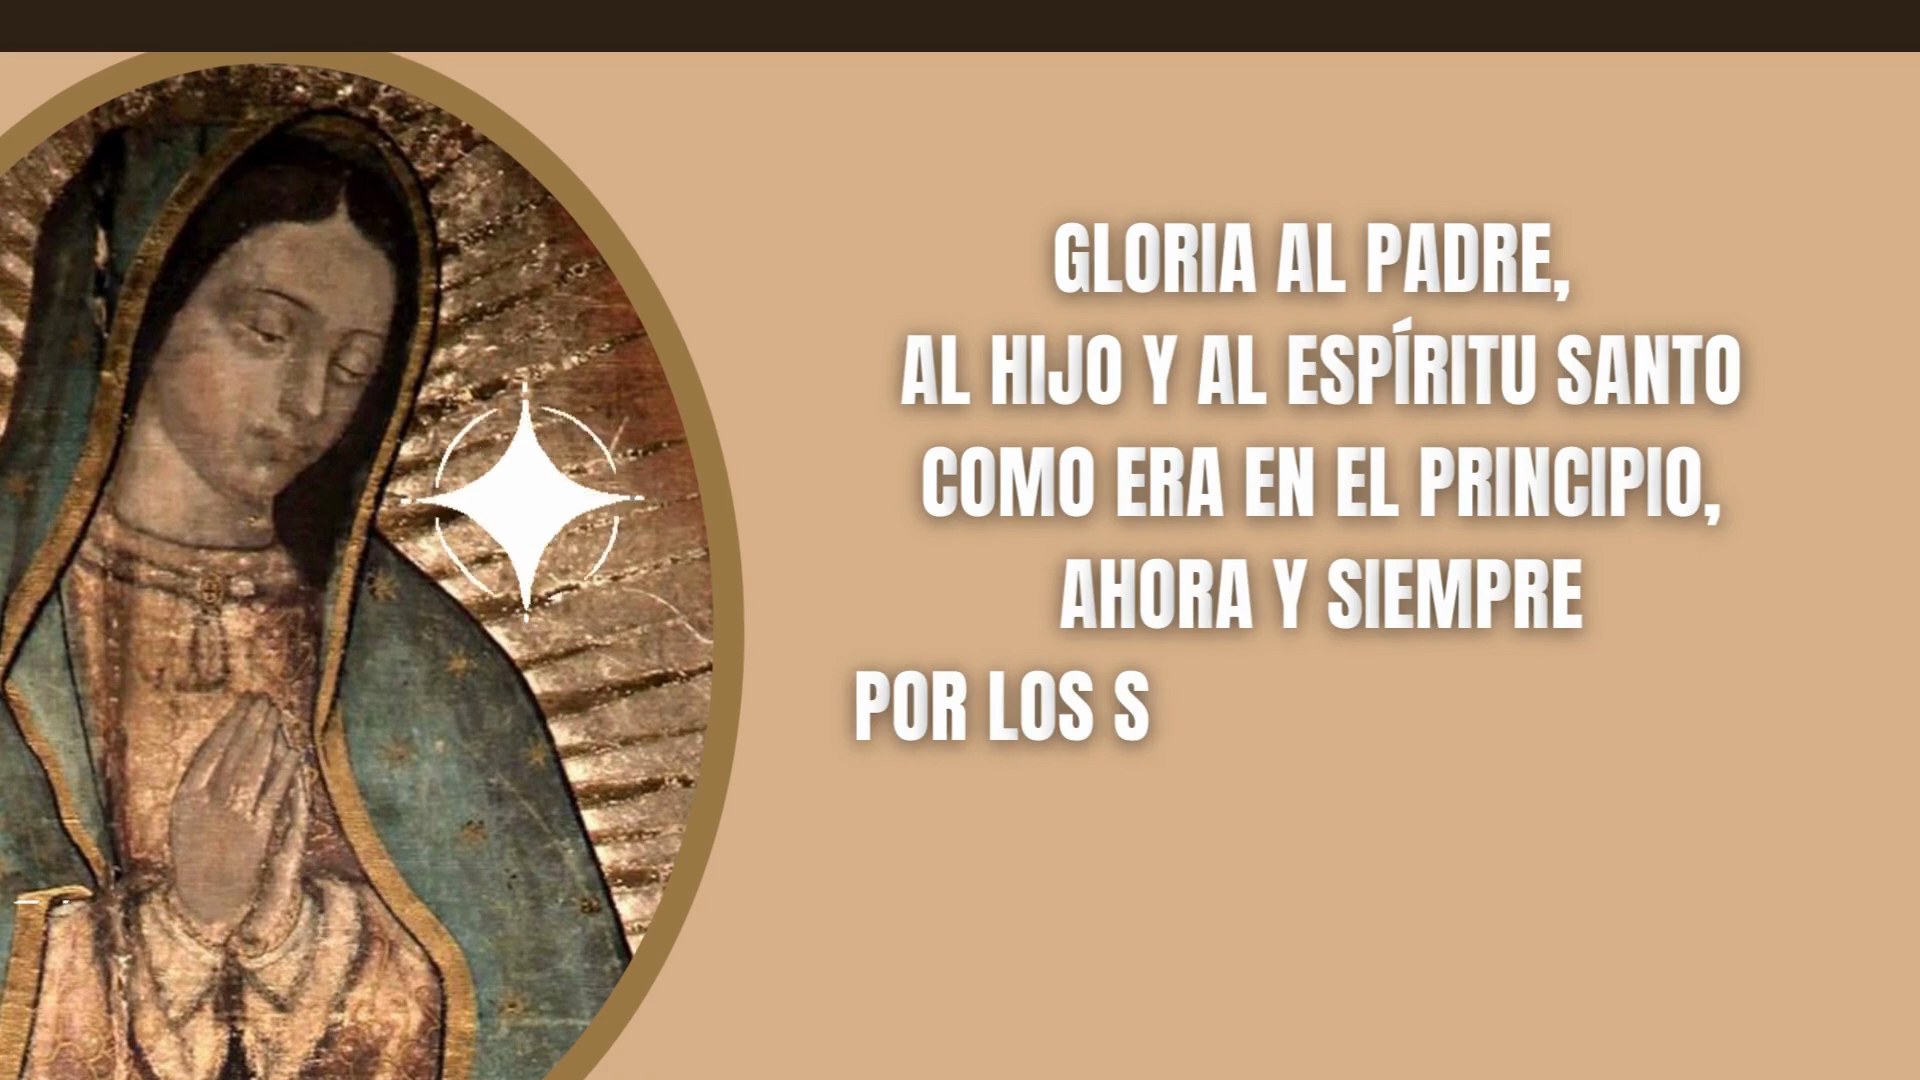 GLORIA AL PADRE,
AL HIJO Y AL ESPÍRITU SANTO
COMO ERA EN EL PRINCIPIO,
AHORA Y SIEMPRE
POR LOS S